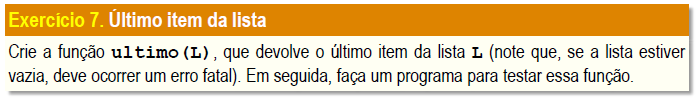 Exercício 7. Último item da lista
Crie a função ultimo(L), que devolve o último item da lista L (note que, se a lista estiver
vazia, deve ocorrer um erro fatal). Em seguida, faça um programa para testar essa função.